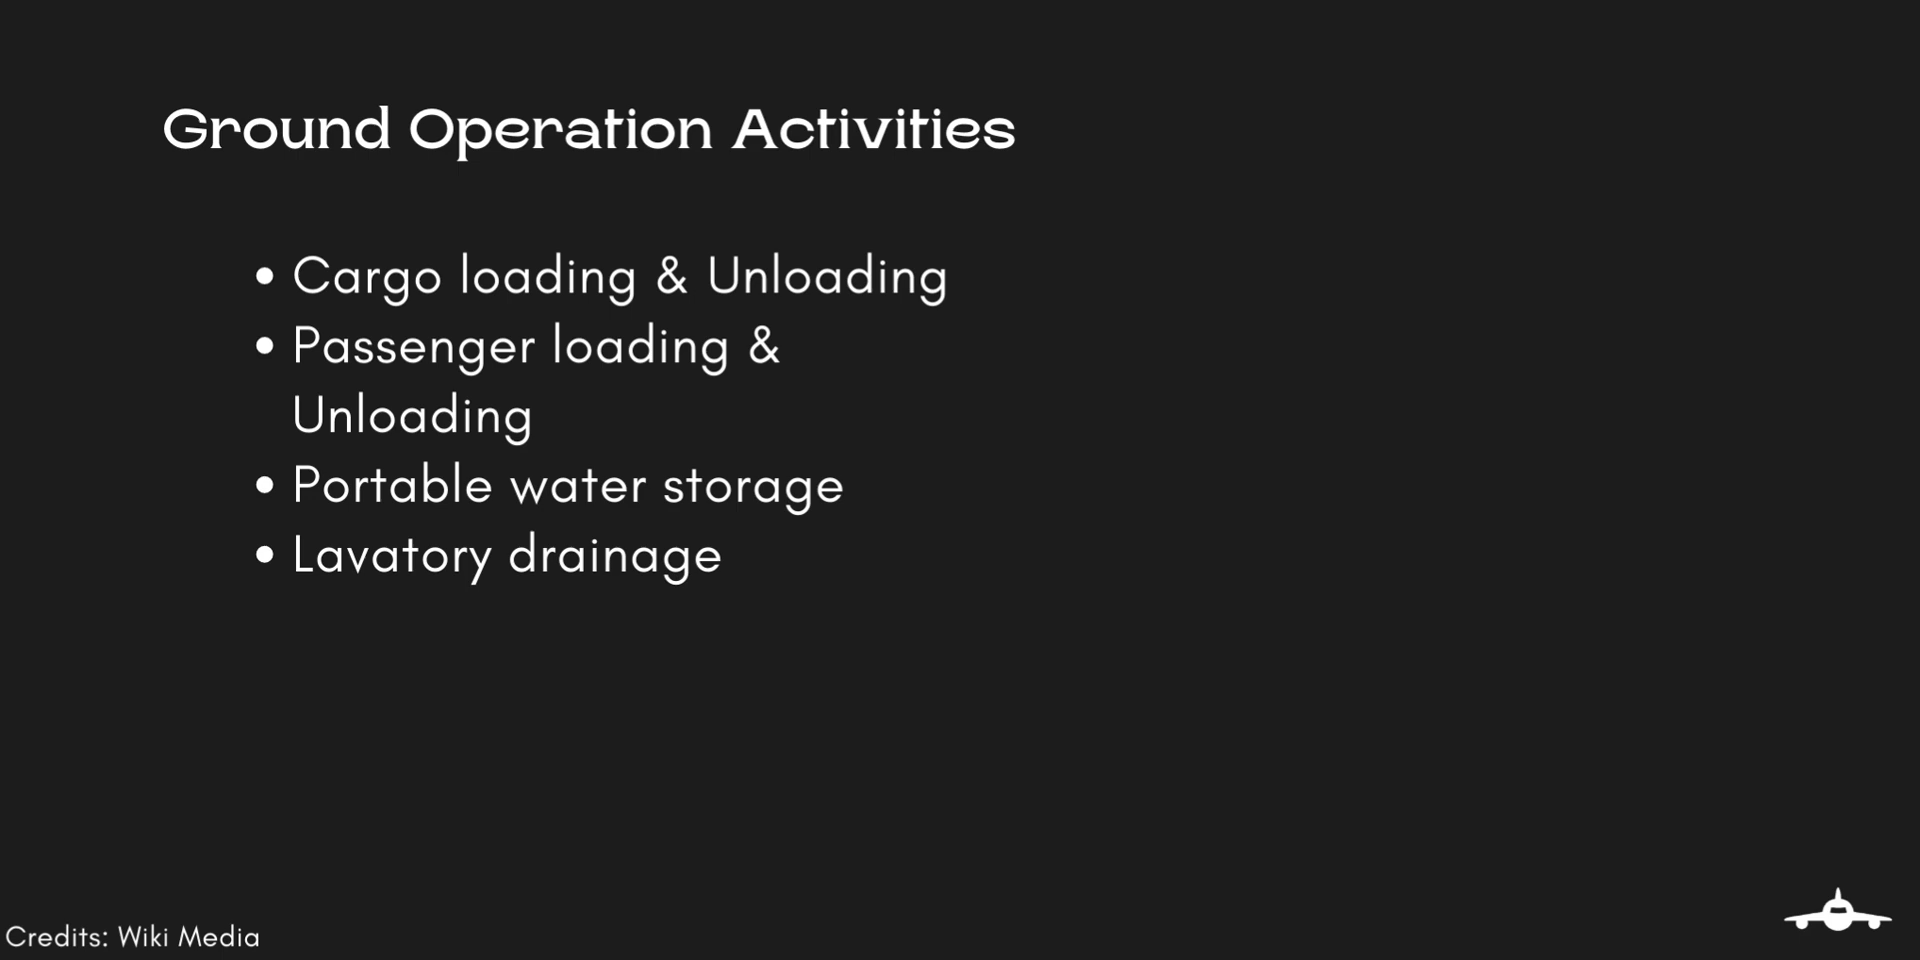 Ground Operation Activities
• Cargo loading & Unloading
• Passenger loading &
Unloading
• Portable water storage
• Lavatory drainage
Credits: Wiki Media